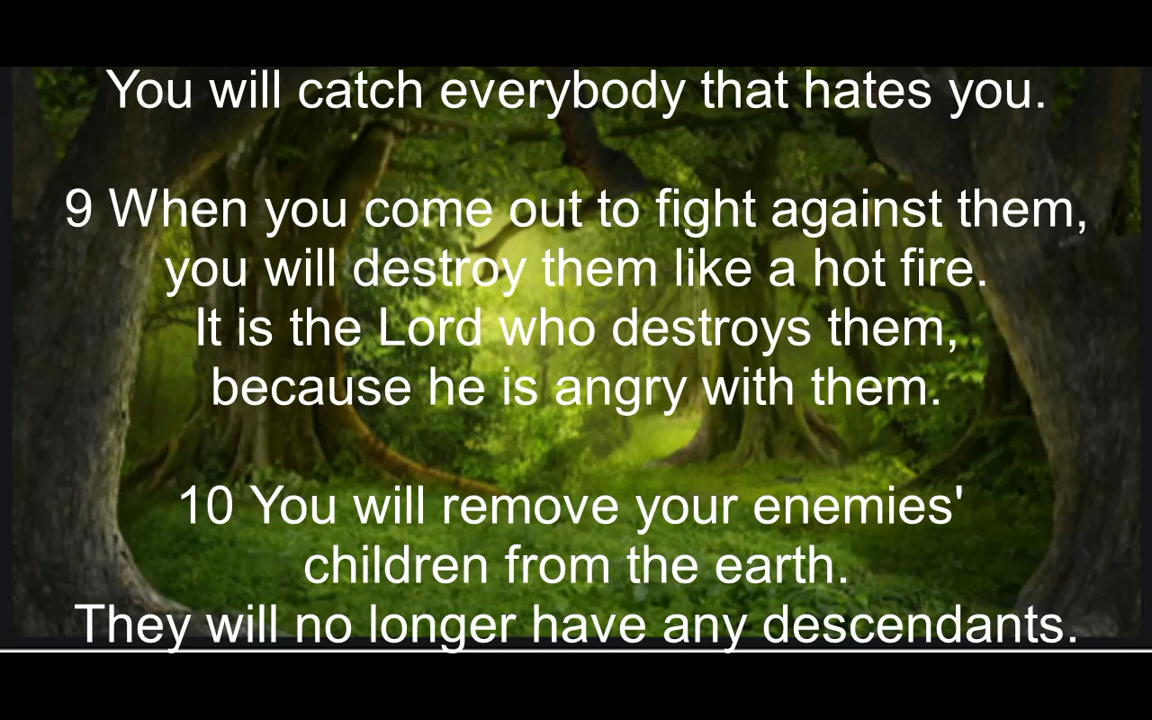 You will catch everybody that hates you.
9 When you come out to fight against them,
you will destroy them like a hot fire.
It is the Lord who destroys them,
because he is angry with them.
10 You will remove your enemies'
children from the earth.
They will no longer have any descendants.